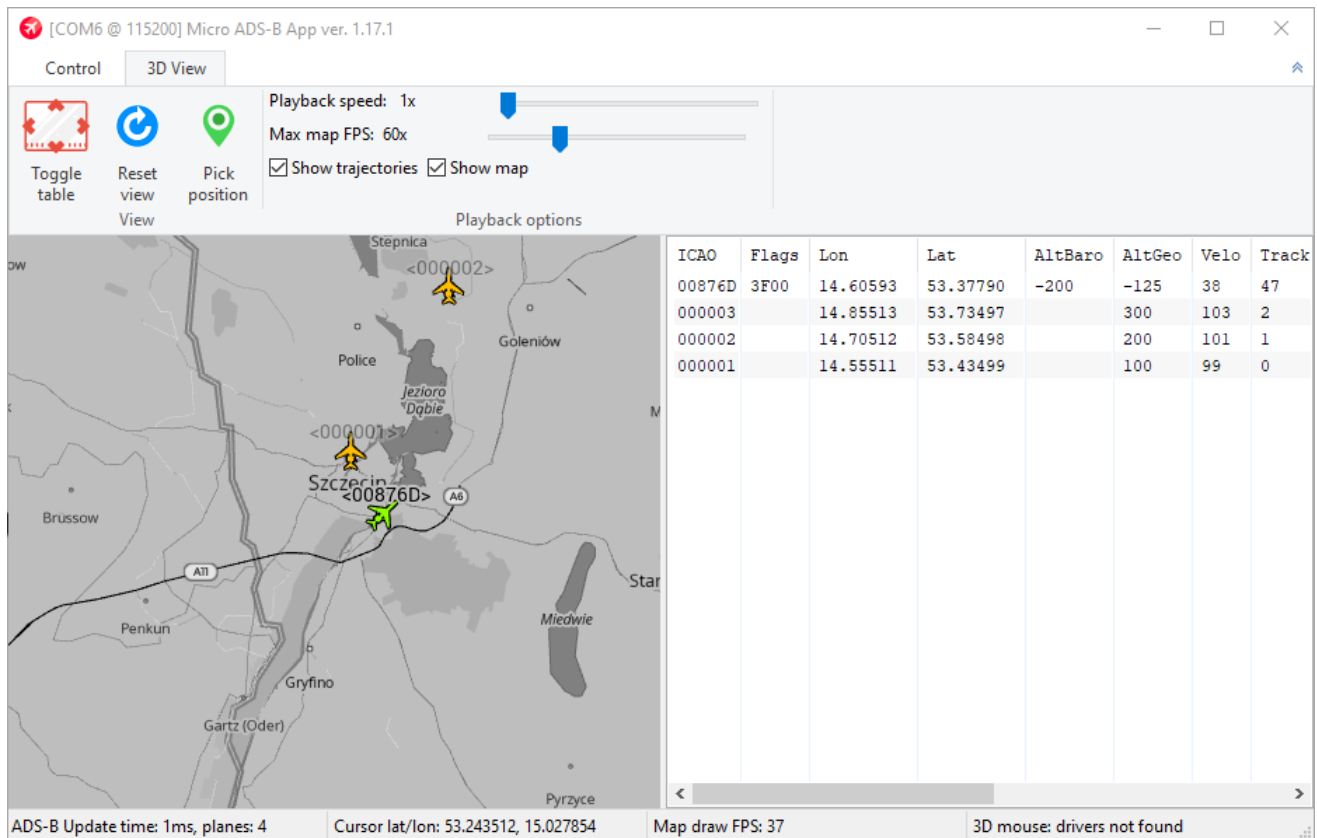 [COM6 @ 115200] Micro ADS-B App ver. 1.17.1
Control 3D View
Playback speed: 1x
Max map FPS: 60x
Show trajectories Show map
Toggle table
Reset view
Pick position
View
Playback options
Stepnica
<000002>
ow
Goleniów
Police
Jezioro
Dąbie
M
<000001>
Szczecin
<00876D>
A6
Brüssow
A11
Star
Penkun
Miedwie
Gryfino
Gartz (Oder)
Pyrzyce
ICAO Flags Lon Lat AltBaro AltGeo Velo Track
00876D 3F00 14.60593 53.37790 -200 -125 38 47
000003 14.85513 53.73497 300 103 2
000002 14.70512 53.58498 200 101 1
000001 14.55511 53.43499 100 99 0
ADS-B Update time: 1ms, planes: 4 Cursor lat/lon: 53.243512, 15.027854 Map draw FPS: 37 3D mouse: drivers not found